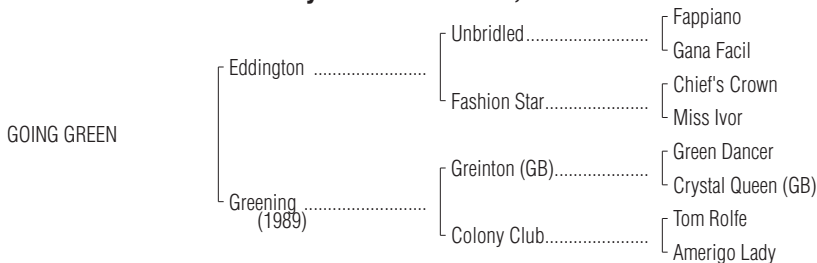 Fappiano
Unbridled
Gana Facil
Eddington
Chief's Crown
Fashion Star
Miss Ivor
GOING GREEN
Green Dancer
Greinton (GB)
Crystal Queen (GB)
Greening
(1989)
Tom Rolfe
Colony Club
Amerigo Lady